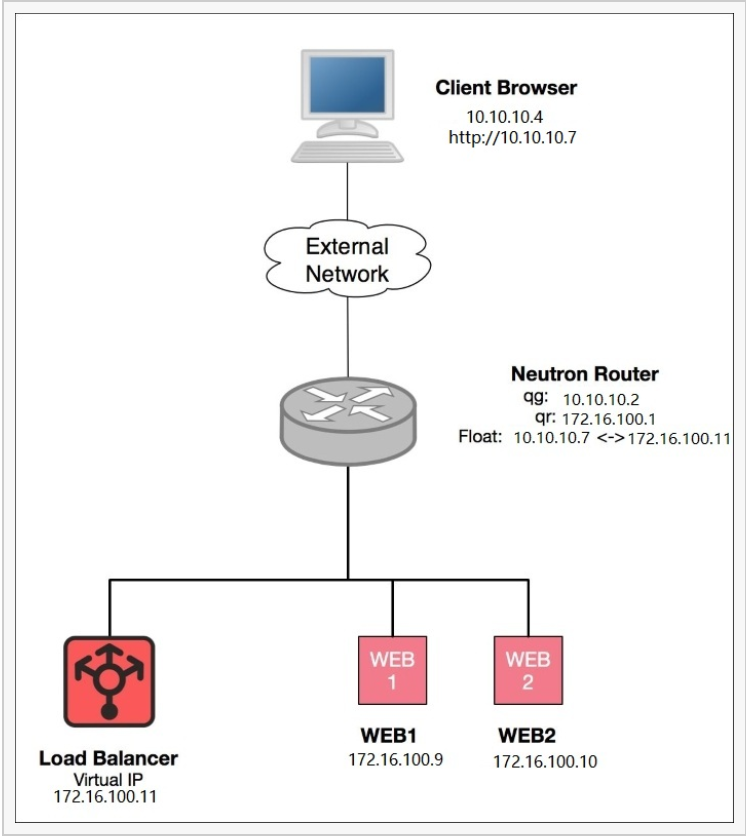 Client Browser
10.10.10.4
http://10.10.10.7
External
Network
Neutron Router
qg: 10.10.10.2
qr: 172.16.100.1
Float: 10.10.10.7 <-> 172.16.100.11
WEB
1
WEB
2
Load Balancer
Virtual IP
172.16.100.11
WEB1
172.16.100.9
WEB2
172.16.100.10